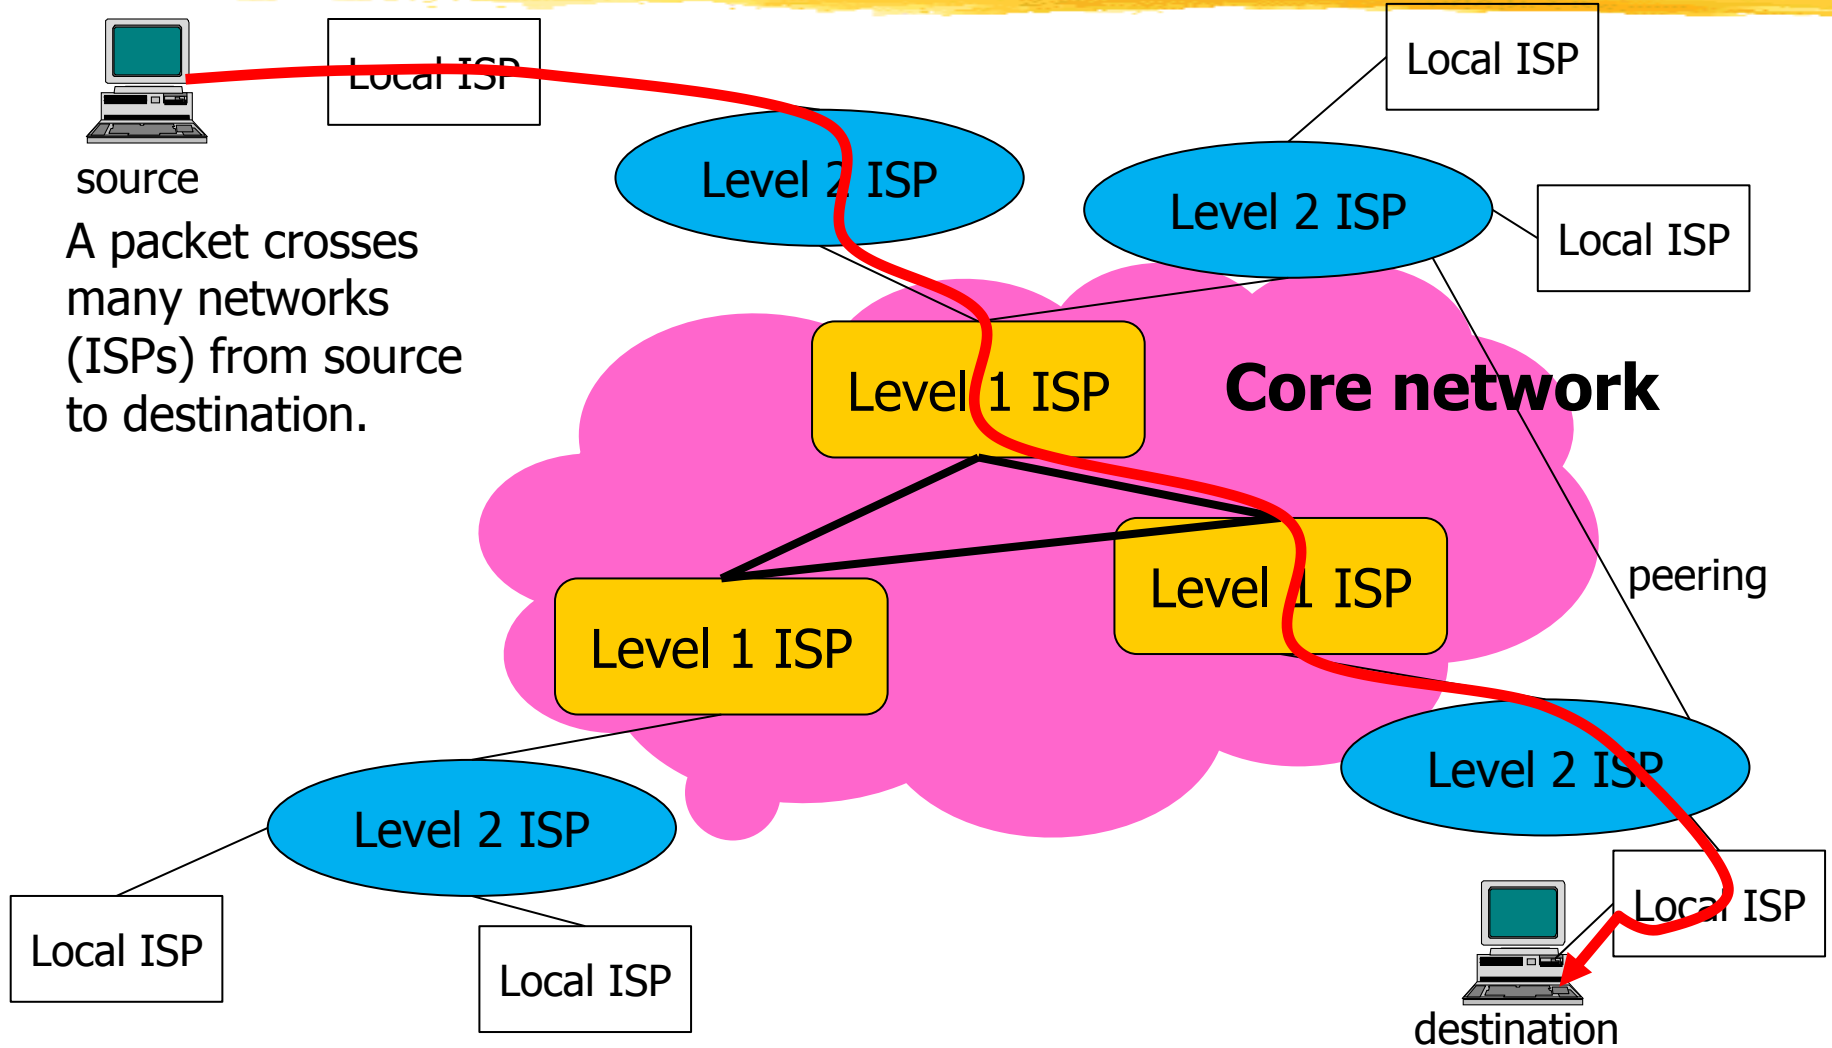 Local ISP
Local ISP
source
Level 2 ISP
Level 2 ISP
Local ISP
A packet crosses
many networks
(ISPs) from source
to destination.
Level 1 ISP
Core network
Level 1 ISP
peering
Level 1 ISP
Level 2 ISP
Level 2 ISP
Local ISP
Local ISP
Local ISP
destination